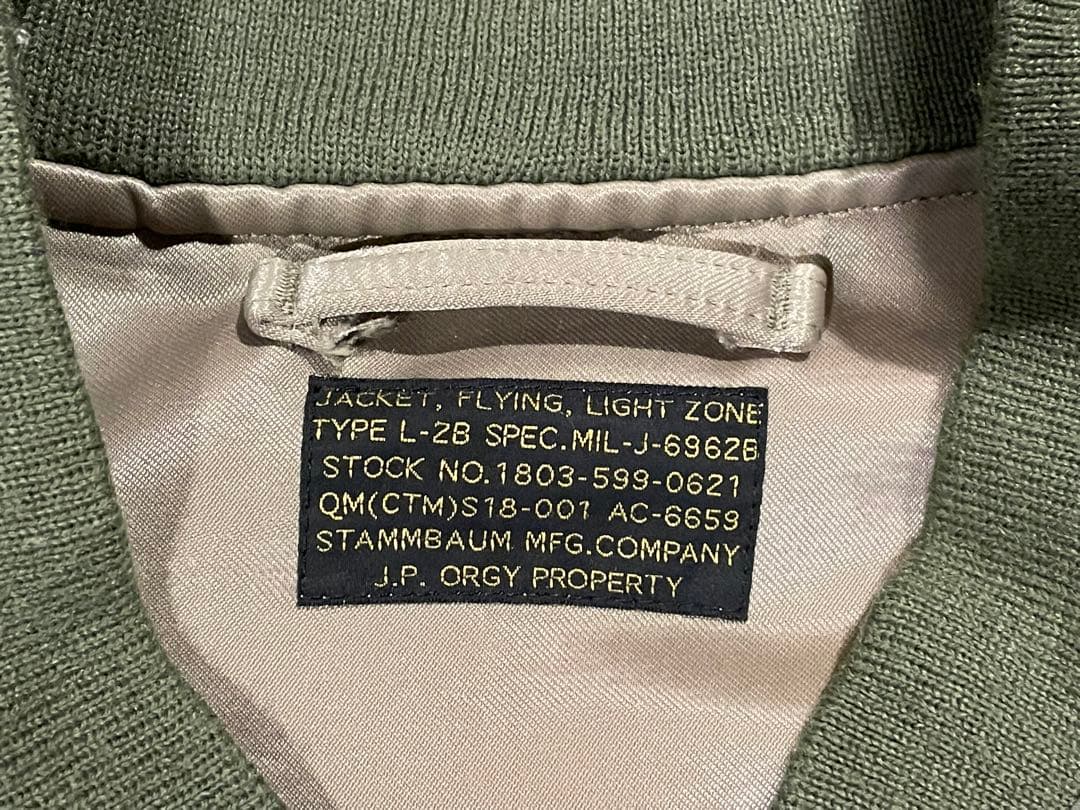 JACKET, FLYING, LIGHT ZONE
TYPE L-2B SPEC.MIL-J-6962B
STOCK NO.1803-599-0621
QM(CTM)S18-001 AC-6659
STAMMBAUM MFG.COMPANY
J.P. ORGY PROPERTY